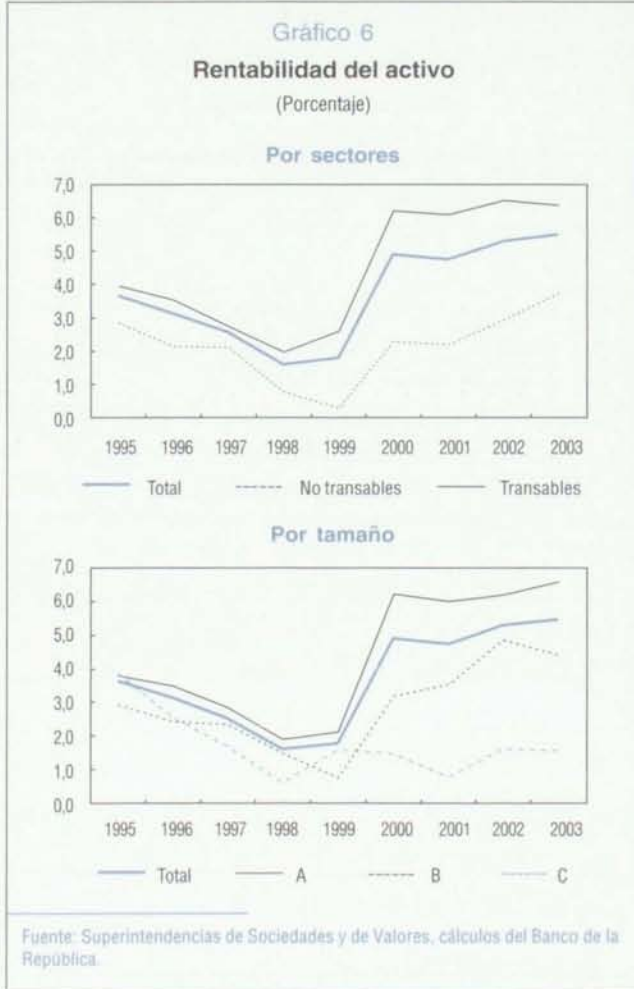 Gráfico 6
Rentabilidad del activo
(Porcentaje)
Por sectores
7,0
6,0
5,0
4,0
3,0
2,0
1,0
0,0
1995 1996 1997 1998 1999 2000 2001 2002 2003
Total No transables Transables
Por tamaño
7,0
6,0
5,0
4,0
3,0
2,0
1,0
0,0
1995 1996 1997 1998 1999 2000 2001 2002 2003
Total A B C
Fuente: Superintendencias de Sociedades y de Valores, cálculos del Banco de la
República.